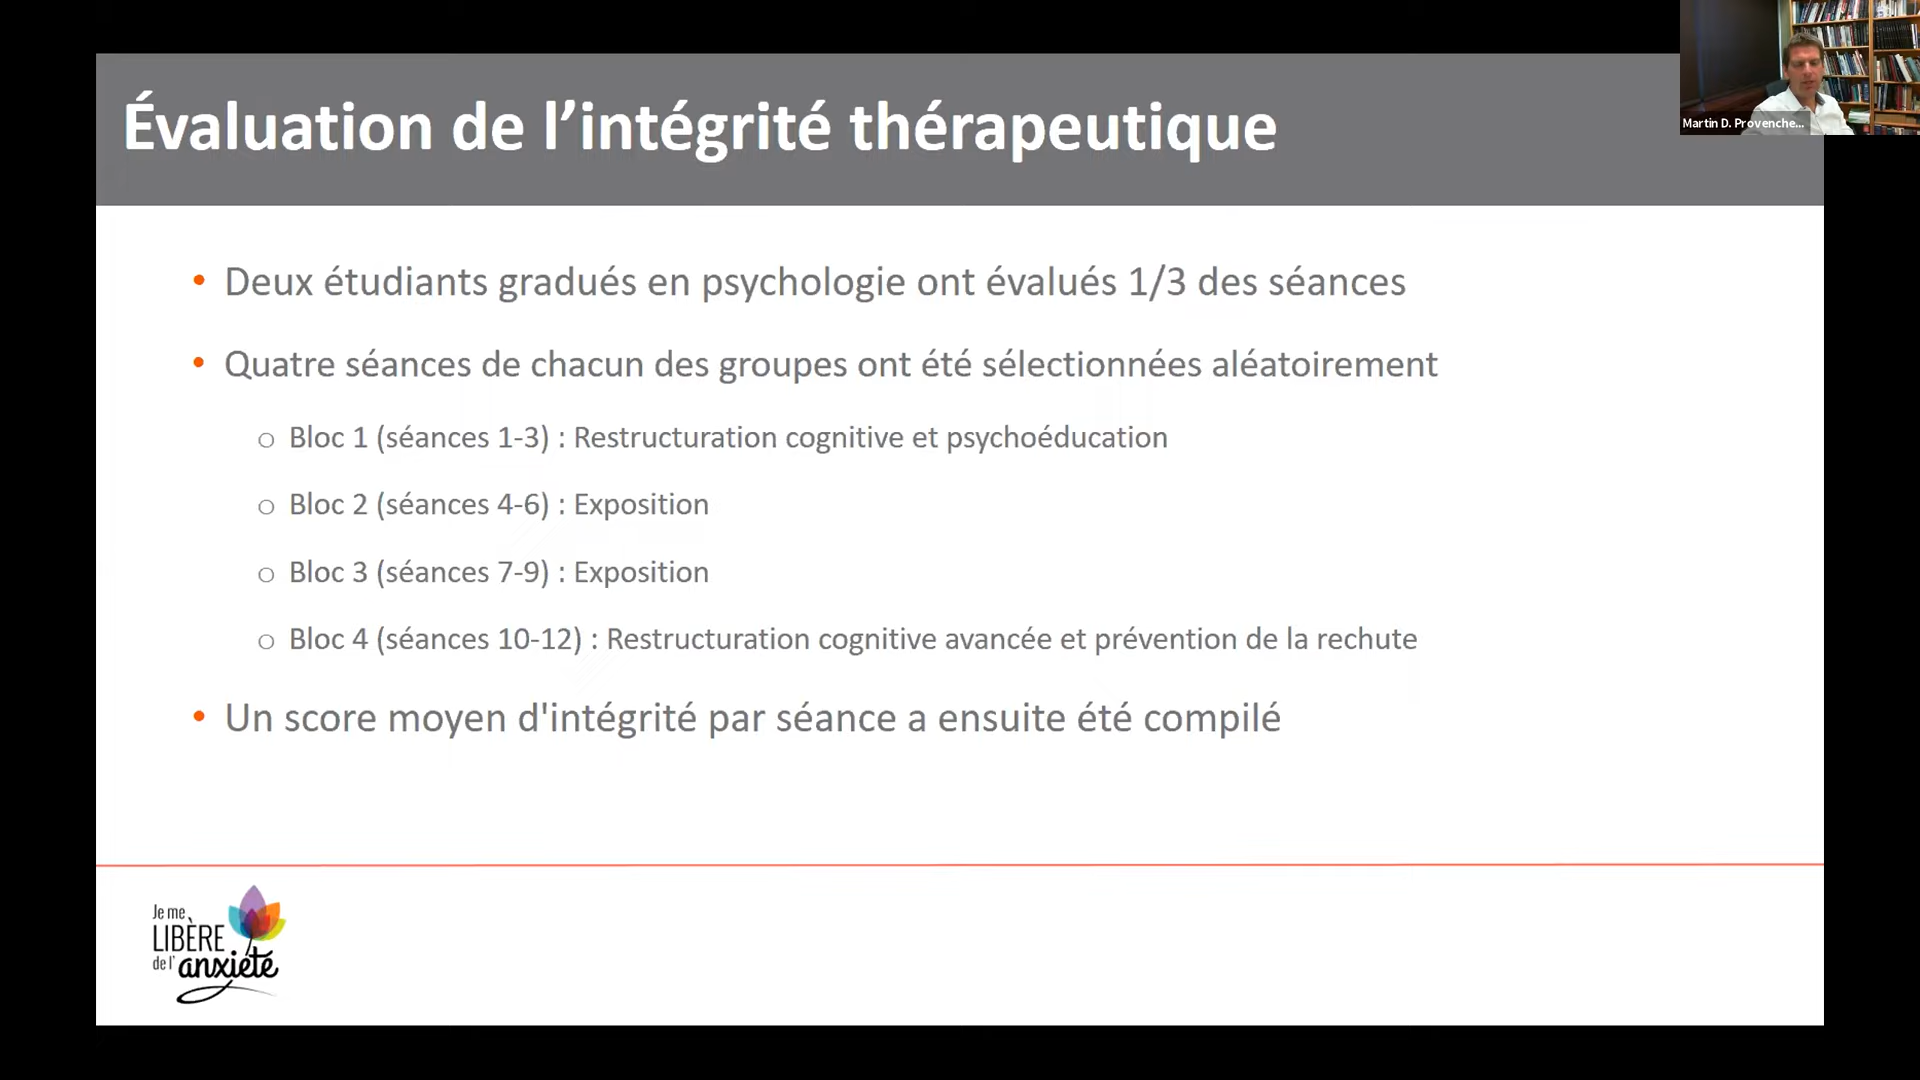 Évaluation de l’intégrité thérapeutique
Martin D. Provenche...
• Deux étudiants gradués en psychologie ont évalués 1/3 des séances
• Quatre séances de chacun des groupes ont été sélectionnées aléatoirement
o Bloc 1 (séances 1-3) : Restructuration cognitive et psychoéducation
o Bloc 2 (séances 4-6) : Exposition
o Bloc 3 (séances 7-9) : Exposition
o Bloc 4 (séances 10-12) : Restructuration cognitive avancée et prévention de la rechute
• Un score moyen d'intégrité par séance a ensuite été compilé
Je me
LIBÈRE
de l' anxiété